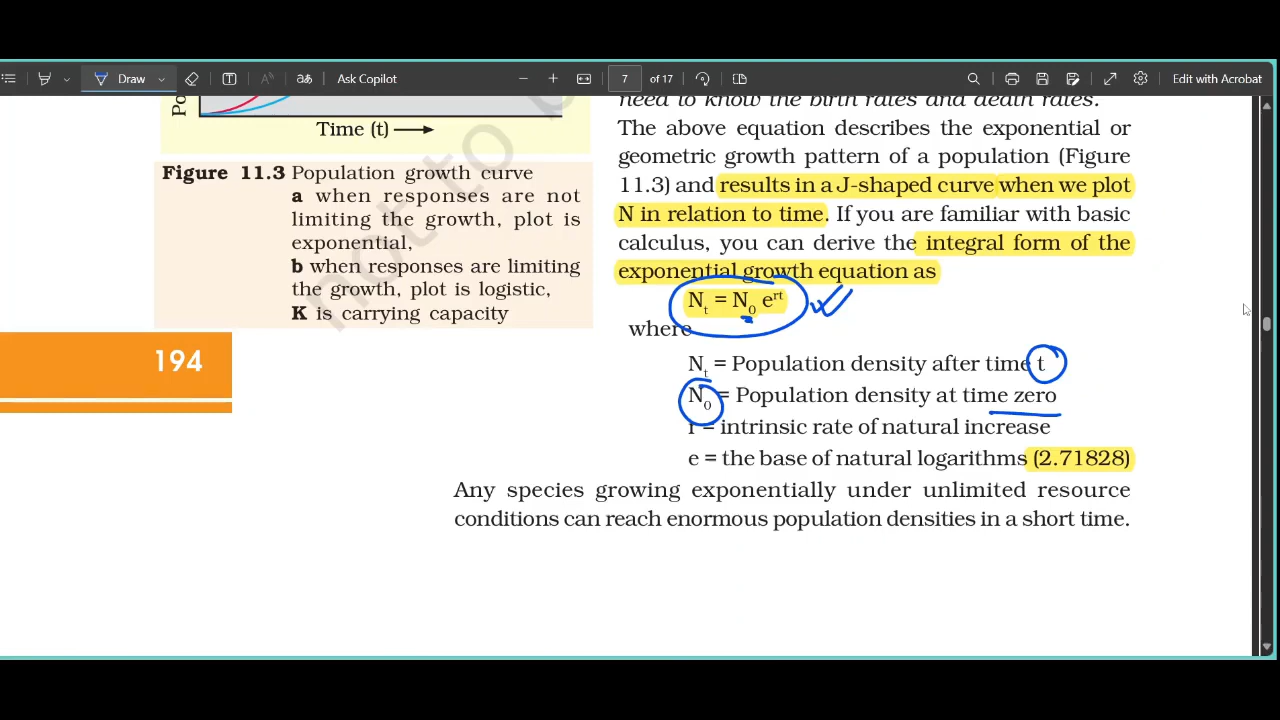 Draw
Ask Copilot
7 of 17
Edit with Acrobat
Time (t)
Figure 11.3 Population growth curve
a when responses are not
limiting the growth, plot is
exponential,
b when responses are limiting
the growth, plot is logistic,
K is carrying capacity
194
need to know the birth rates and death rates.
The above equation describes the exponential or
geometric growth pattern of a population (Figure
11.3) and results in a J-shaped curve when we plot
N in relation to time. If you are familiar with basic
calculus, you can derive the integral form of the
exponential growth equation as
Nt = N0 e^rt
where
Nt = Population density after time t
N0 = Population density at time zero
r = intrinsic rate of natural increase
e = the base of natural logarithms (2.71828)
Any species growing exponentially under unlimited resource
conditions can reach enormous population densities in a short time.
not to b